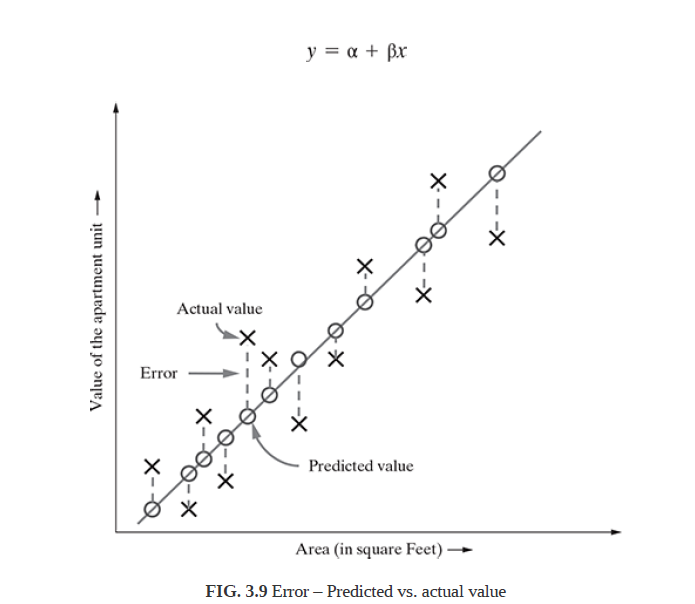 y = α + βx
Value of the apartment unit
Actual value
Error
Predicted value
Area (in square Feet)
FIG. 3.9 Error – Predicted vs. actual value